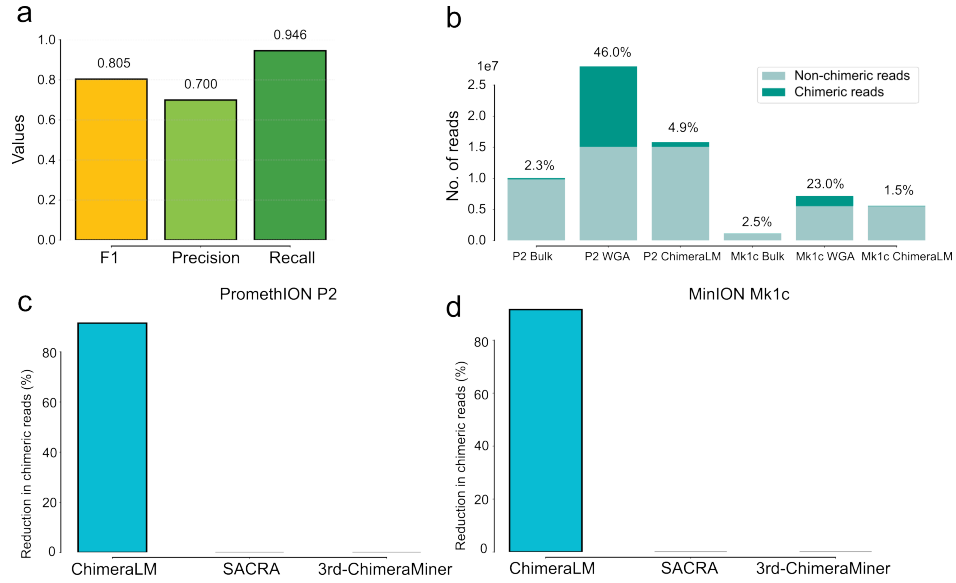 a
0.805
0.700
0.946
1.0
0.8
0.6
0.4
0.2
0.0
Values
F1 Precision Recall
b
1e7
46.0%
4.9%
2.3%
2.5%
23.0%
1.5%
Non-chimeric reads
Chimeric reads
2.5
2.0
1.5
1.0
0.5
0.0
No. of reads
P2 Bulk P2 WGA P2 ChimeraLM Mk1c Bulk Mk1c WGA Mk1c ChimeraLM
c
PromethION P2
80
60
40
20
0
Reduction in chimeric reads (%)
ChimeraLM SACRA 3rd-ChimeraMiner
d
MinION Mk1c
80
60
40
20
0
Reduction in chimeric reads (%)
ChimeraLM SACRA 3rd-ChimeraMiner